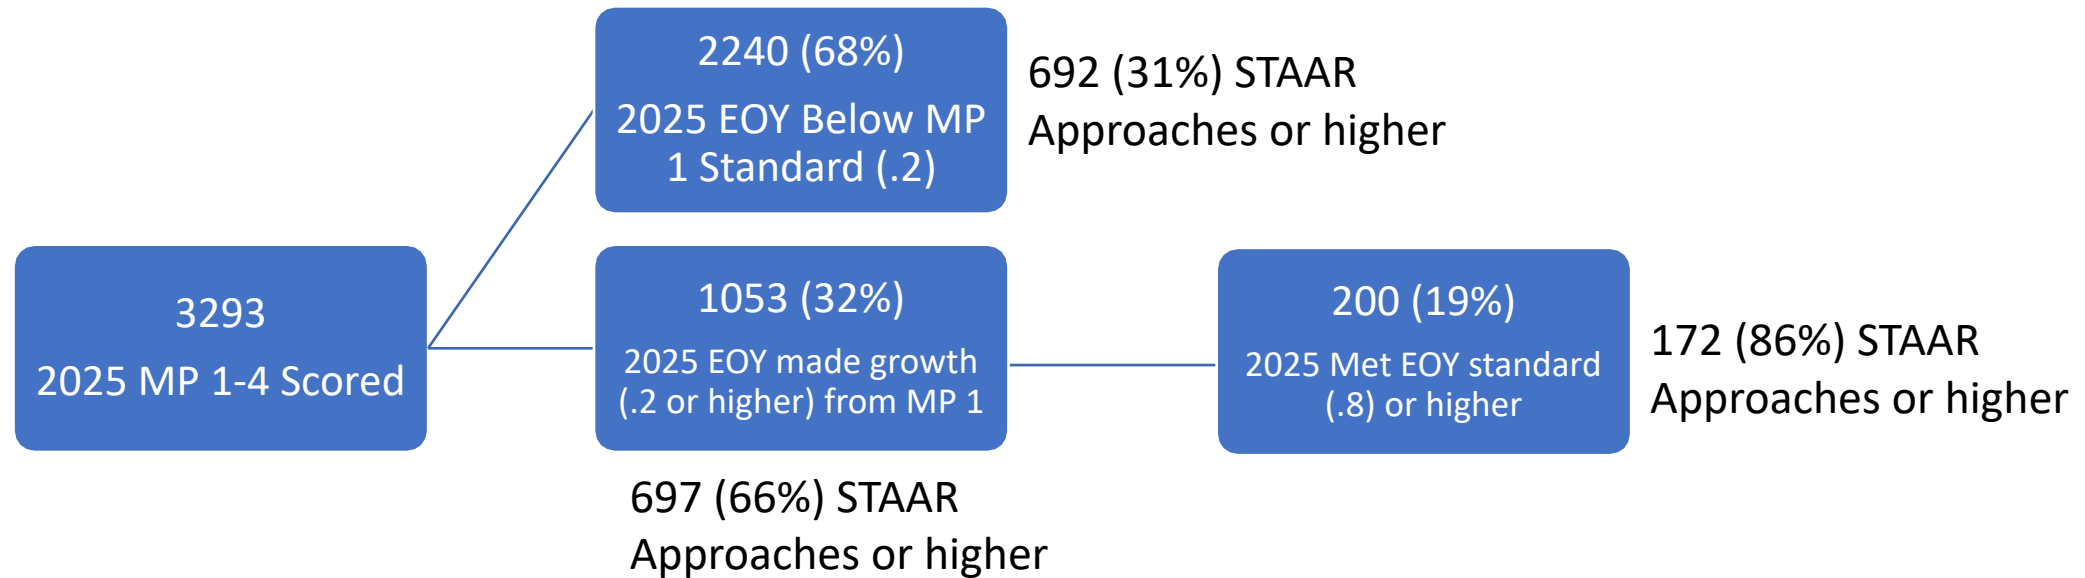 2240 (68%)
2025 EOY Below MP
1 Standard (.2)
692 (31%) STAAR
Approaches or higher
3293
2025 MP 1-4 Scored
1053 (32%)
2025 EOY made growth
(.2 or higher) from MP 1
697 (66%) STAAR
Approaches or higher
200 (19%)
2025 Met EOY standard
(.8) or higher
172 (86%) STAAR
Approaches or higher